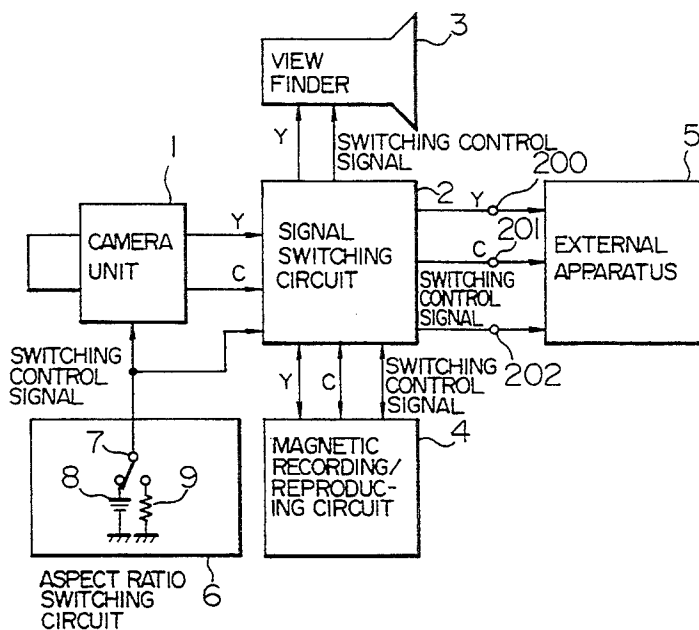 3
VIEW
FINDER
Y
SWITCHING CONTROL
SIGNAL
1
CAMERA
UNIT
Y
C
2
SIGNAL
SWITCHING
CIRCUIT
Y
200
C
201
SWITCHING
CONTROL
SIGNAL
202
5
EXTERNAL
APPARATUS
SWITCHING
CONTROL
SIGNAL
Y
C
SWITCHING
CONTROL
SIGNAL
4
MAGNETIC
RECORDING/
REPRODUC-
ING CIRCUIT
7
8
9
6
ASPECT RATIO
SWITCHING
CIRCUIT